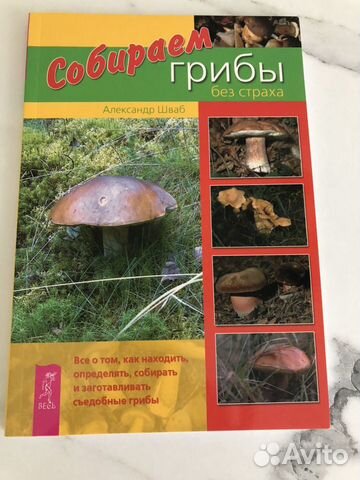 Собираем
грибы
без страха
Александр Шваб
Все о том, как находить,
определять, собирать
и заготавливать
съедобные грибы
ВЕСЬ
Avito